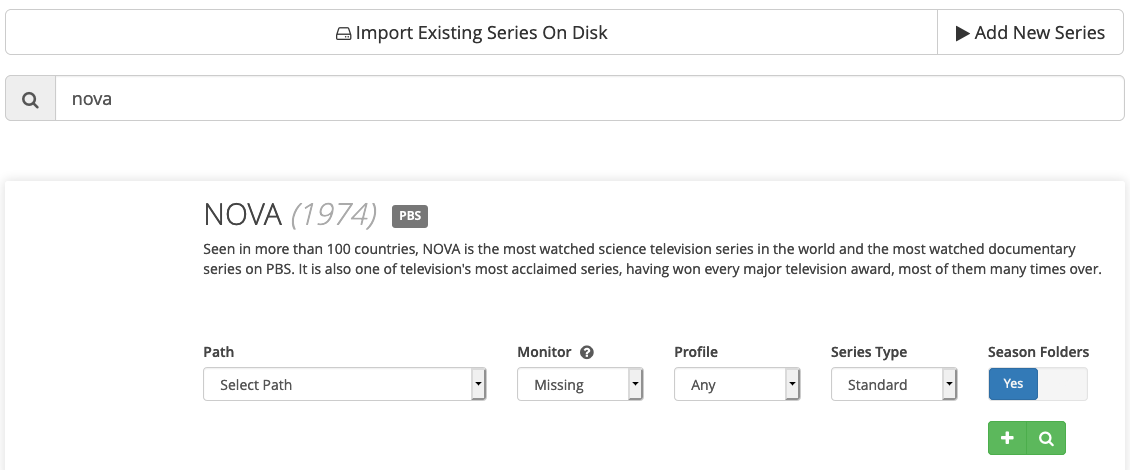 Import Existing Series On Disk
Add New Series
nova
NOVA (1974) PBS
Seen in more than 100 countries, NOVA is the most watched science television series in the world and the most watched documentary
series on PBS. It is also one of television's most acclaimed series, having won every major television award, most of them many times over.
Path Monitor Profile Series Type Season Folders
Select Path Missing Any Standard Yes